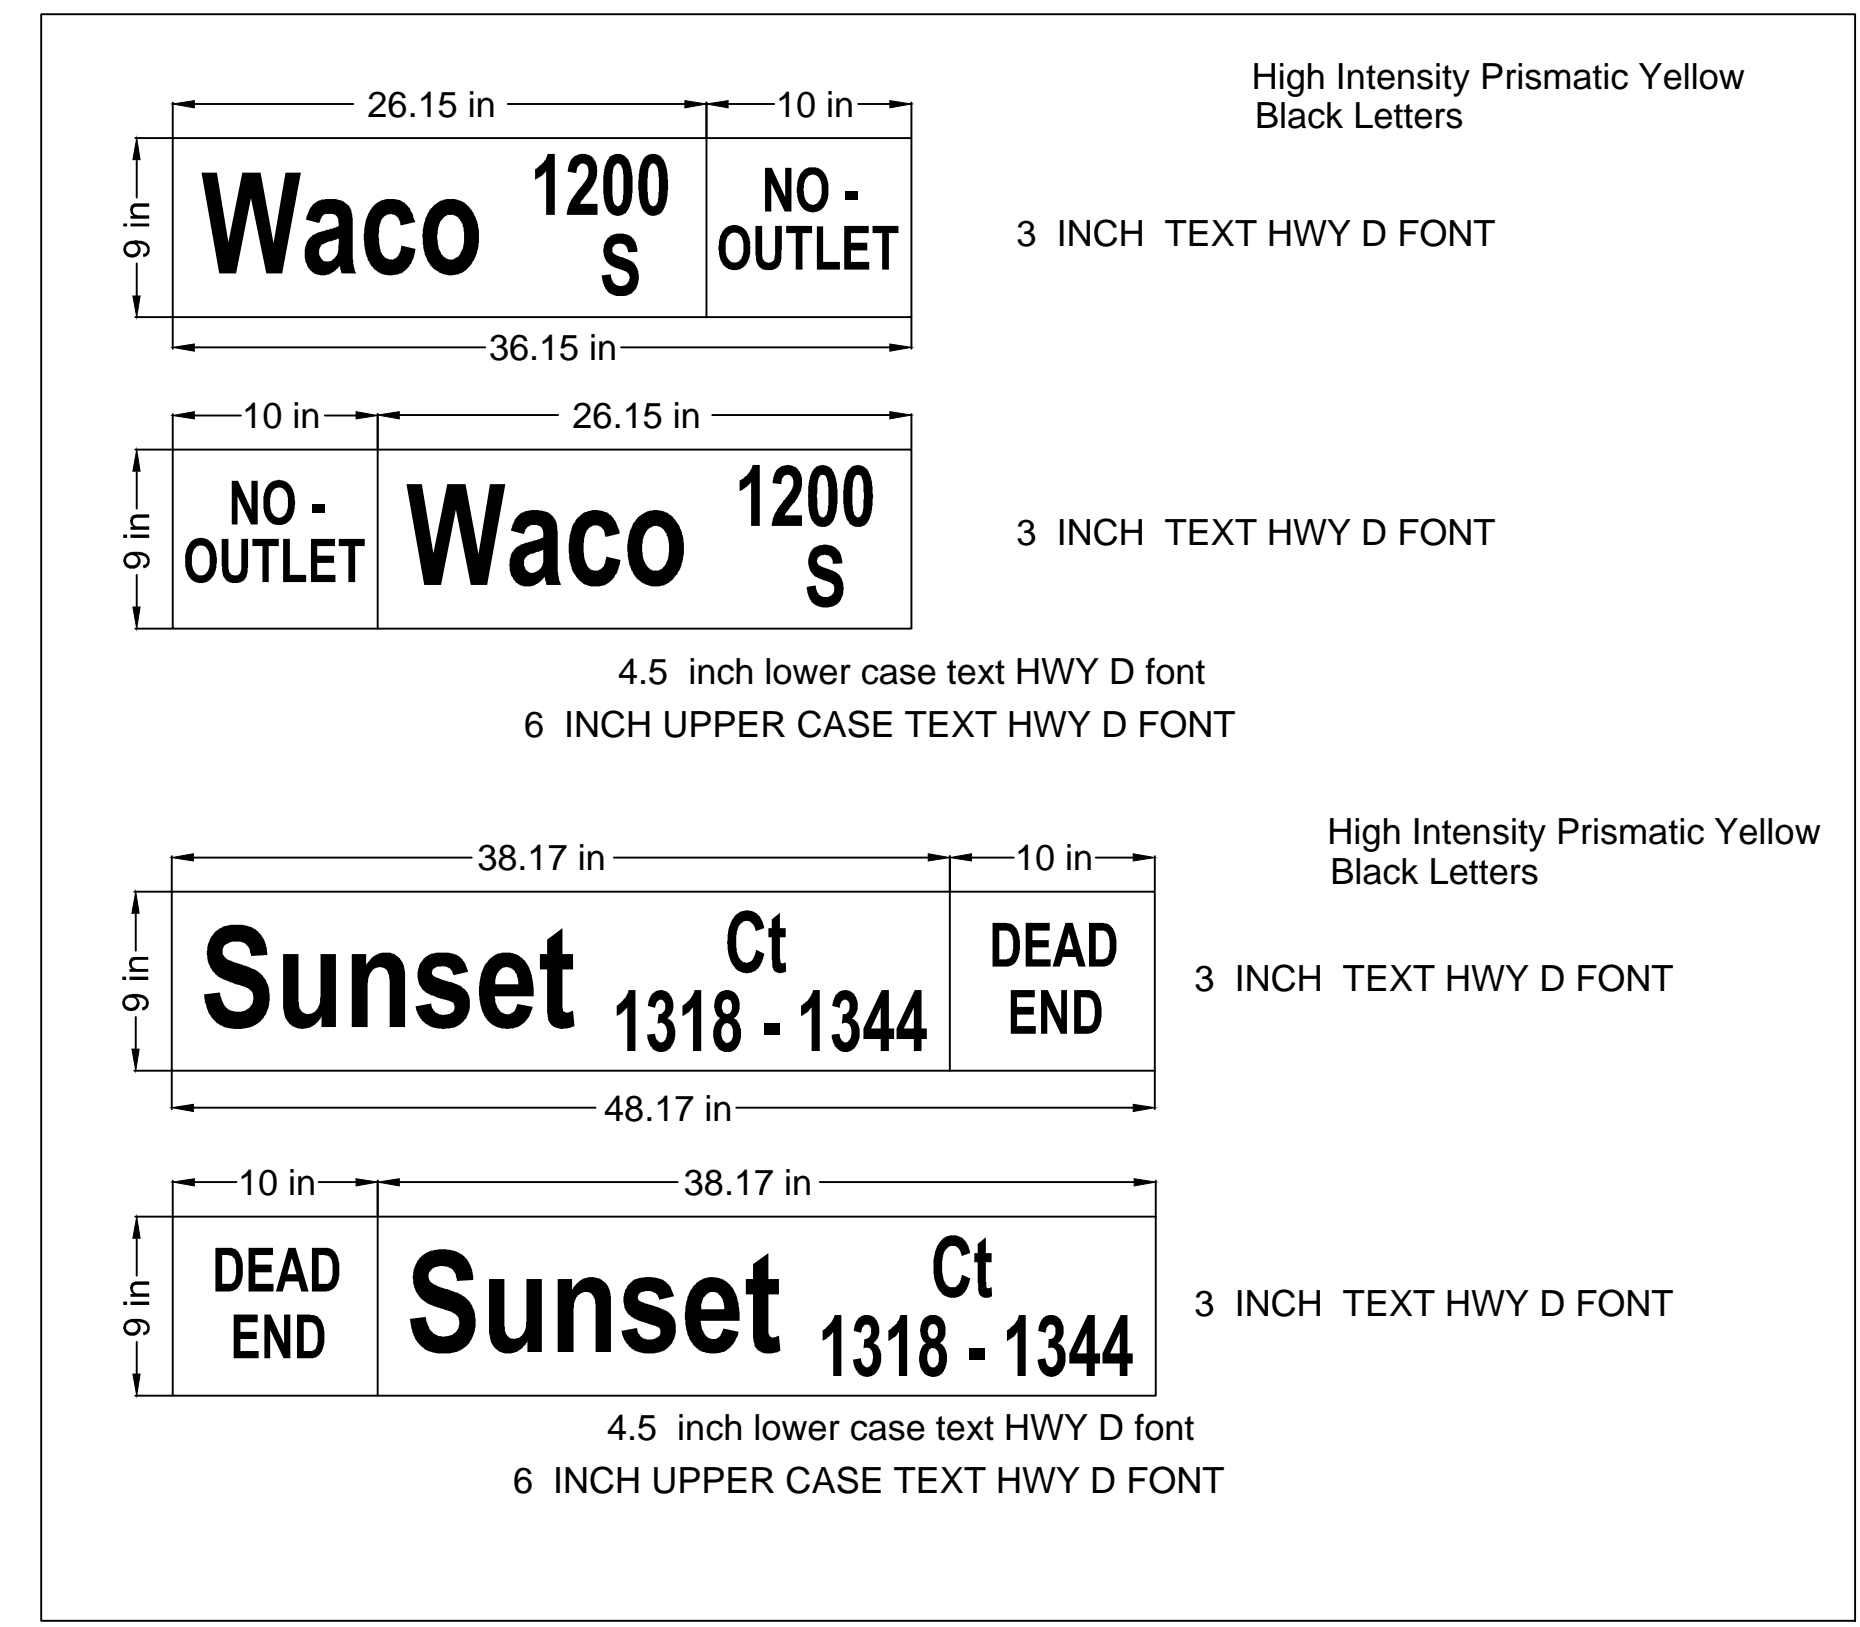 High Intensity Prismatic Yellow
Black Letters
26.15 in 10 in
9 in
Waco 1200 S
NO -
OUTLET
3 INCH TEXT HWY D FONT
36.15 in
10 in 26.15 in
9 in
NO -
OUTLET
Waco 1200 S
3 INCH TEXT HWY D FONT
4.5 inch lower case text HWY D font
6 INCH UPPER CASE TEXT HWY D FONT
High Intensity Prismatic Yellow
Black Letters
38.17 in 10 in
9 in
Sunset Ct
1318 - 1344
DEAD
END
3 INCH TEXT HWY D FONT
48.17 in
10 in 38.17 in
9 in
DEAD
END
Sunset Ct
1318 - 1344
3 INCH TEXT HWY D FONT
4.5 inch lower case text HWY D font
6 INCH UPPER CASE TEXT HWY D FONT